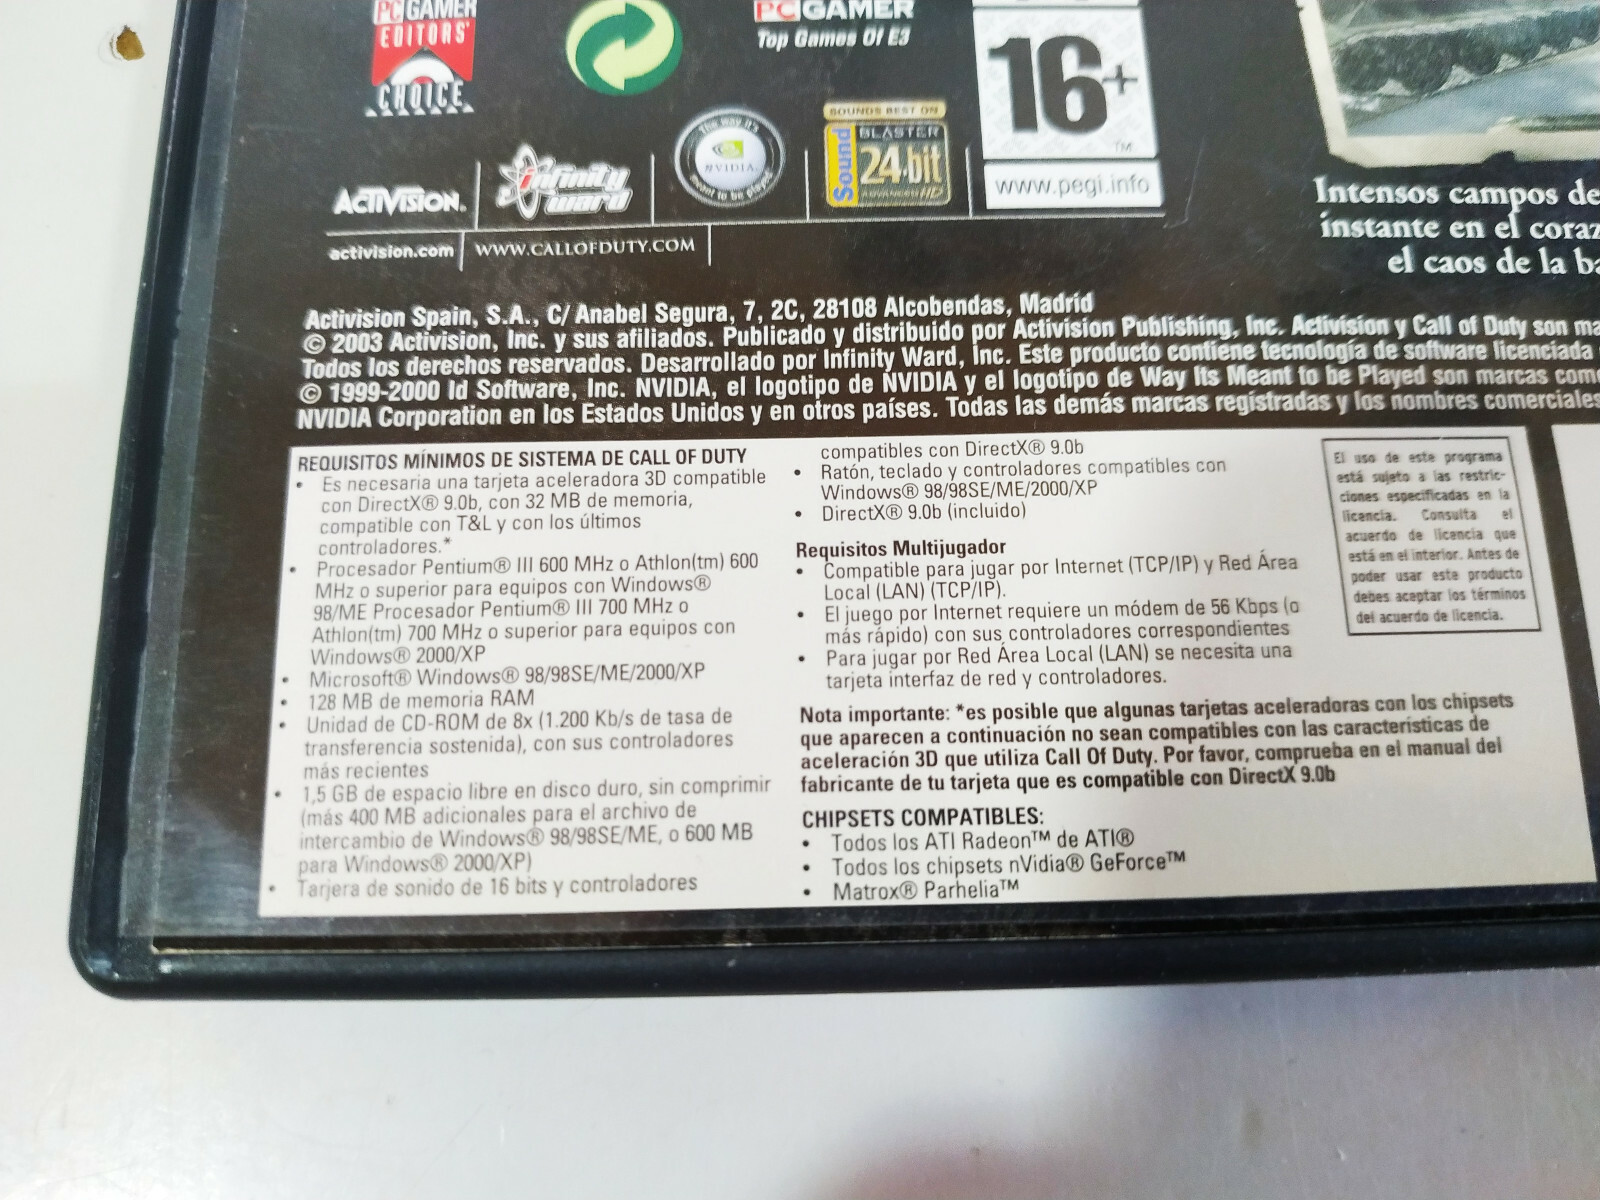 PC GAMER
EDITORS'
CHOICE
PC GAMER
Top Games Of E3
16+
TM
www.pegi.info
ACTIVISION.
infinity
ward
The way it's
NVIDIA
meant to be played
SOUNDS BEST ON
Sound
BLASTER
24-bit
ADVANCED HD
activision.com
WWW.CALLOFDUTY.COM
Intensos campos de
instante en el
el caos de la
Activision Spain, S.A., C/ Anabel Segura, 7, 2C, 28108 Alcobendas, Madrid
© 2003 Activision, Inc. y sus afiliados. Publicado y distribuido por Activision Publishing, Inc. Activision y Call of Duty son
Todos los derechos reservados. Desarrollado por Infinity Ward, Inc. Este producto contiene tecnología de software licenciada
© 1999-2000 Id Software, Inc. NVIDIA, el logotipo de NVIDIA y el logotipo de Way Its Meant to be Played son marcas
NVIDIA Corporation en los Estados Unidos y en otros países. Todas las demás marcas registradas y los nombres comerciales
REQUISITOS MÍNIMOS DE SISTEMA DE CALL OF DUTY
• Es necesaria una tarjeta aceleradora 3D compatible
con DirectX® 9.0b, con 32 MB de memoria,
compatible con T&L y con los últimos
controladores.*
• Procesador Pentium® III 600 MHz o Athlon(tm) 600
MHz o superior para equipos con Windows®
98/ME Procesador Pentium® III 700 MHz o
Athlon(tm) 700 MHz o superior para equipos con
Windows® 2000/XP
• Microsoft® Windows® 98/98SE/ME/2000/XP
• 128 MB de memoria RAM
• Unidad de CD-ROM de 8x (1.200 Kb/s de tasa de
transferencia sostenida), con sus controladores
más recientes
• 1,5 GB de espacio libre en disco duro, sin comprimir
(más 400 MB adicionales para el archivo de
intercambio de Windows® 98/98SE/ME, o 600 MB
para Windows® 2000/XP)
• Tarjera de sonido de 16 bits y controladores
compatibles con DirectX® 9.0b
• Ratón, teclado y controladores compatibles con
Windows® 98/98SE/ME/2000/XP
• DirectX® 9.0b (incluido)
Requisitos Multijugador
• Compatible para jugar por Internet (TCP/IP) y Red Área
Local (LAN) (TCP/IP).
• El juego por Internet requiere un módem de 56 Kbps (o
más rápido) con sus controladores correspondientes
• Para jugar por Red Área Local (LAN) se necesita una
tarjeta interfaz de red y controladores.
Nota importante: *es posible que algunas tarjetas aceleradoras con los chipsets
que aparecen a continuación no sean compatibles con las características de
aceleración 3D que utiliza Call Of Duty. Por favor, comprueba en el manual del
fabricante de tu tarjeta que es compatible con DirectX 9.0b
CHIPSETS COMPATIBLES:
• Todos los ATI Radeon™ de ATI®
• Todos los chipsets nVidia® GeForce™
• Matrox® Parhelia™
El uso de este programa
está sujeto a las restric-
ciones especificadas en la
licencia. Consulta el
acuerdo de licencia que
está en el interior. Antes de
poder usar este producto
debes aceptar los términos
del acuerdo de licencia.